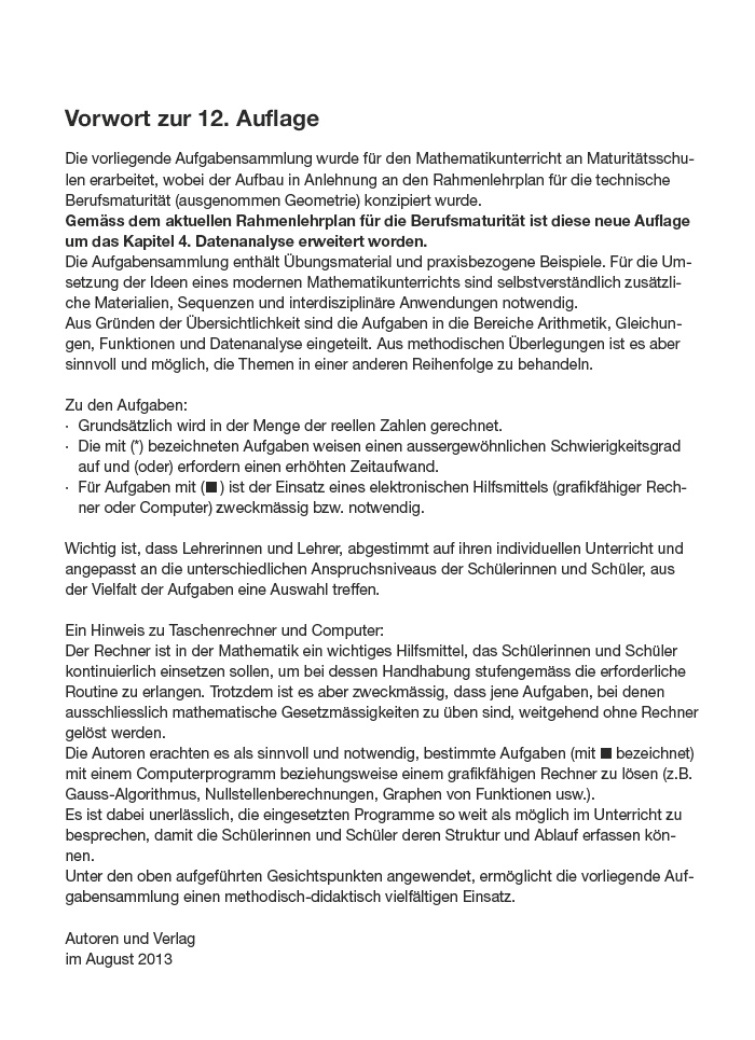 Vorwort zur 12. Auflage
Die vorliegende Aufgabensammlung wurde für den Mathematikunterricht an Maturitätsschu-
len erarbeitet, wobei der Aufbau in Anlehnung an den Rahmenlehrplan für die technische
Berufsmaturität (ausgenommen Geometrie) konzipiert wurde.
Gemäss dem aktuellen Rahmenlehrplan für die Berufsmaturität ist diese neue Auflage
um das Kapitel 4. Datenanalyse erweitert worden.
Die Aufgabensammlung enthält Übungsmaterial und praxisbezogene Beispiele. Für die Um-
setzung der Ideen eines modernen Mathematikunterrichts sind selbstverständlich zusätzli-
che Materialien, Sequenzen und interdisziplinäre Anwendungen notwendig.
Aus Gründen der Übersichtlichkeit sind die Aufgaben in die Bereiche Arithmetik, Gleichun-
gen, Funktionen und Datenanalyse eingeteilt. Aus methodischen Überlegungen ist es aber
sinnvoll und möglich, die Themen in einer anderen Reihenfolge zu behandeln.
Zu den Aufgaben:
· Grundsätzlich wird in der Menge der reellen Zahlen gerechnet.
· Die mit (*) bezeichneten Aufgaben weisen einen aussergewöhnlichen Schwierigkeitsgrad
auf und (oder) erfordern einen erhöhten Zeitaufwand.
· Für Aufgaben mit (■) ist der Einsatz eines elektronischen Hilfsmittels (grafikfähiger Rech-
ner oder Computer) zweckmässig bzw. notwendig.
Wichtig ist, dass Lehrerinnen und Lehrer, abgestimmt auf ihren individuellen Unterricht und
angepasst an die unterschiedlichen Anspruchsniveaus der Schülerinnen und Schüler, aus
der Vielfalt der Aufgaben eine Auswahl treffen.
Ein Hinweis zu Taschenrechner und Computer:
Der Rechner ist in der Mathematik ein wichtiges Hilfsmittel, das Schülerinnen und Schüler
kontinuierlich einsetzen sollen, um bei dessen Handhabung stufengemäss die erforderliche
Routine zu erlangen. Trotzdem ist es aber zweckmässig, dass jene Aufgaben, bei denen
ausschliesslich mathematische Gesetzmässigkeiten zu üben sind, weitgehend ohne Rechner
gelöst werden.
Die Autoren erachten es als sinnvoll und notwendig, bestimmte Aufgaben (mit ■ bezeichnet)
mit einem Computerprogramm beziehungsweise einem grafikfähigen Rechner zu lösen (z.B.
Gauss-Algorithmus, Nullstellenberechnungen, Graphen von Funktionen usw.).
Es ist dabei unerlässlich, die eingesetzten Programme so weit als möglich im Unterricht zu
besprechen, damit die Schülerinnen und Schüler deren Struktur und Ablauf erfassen kön-
nen.
Unter den oben aufgeführten Gesichtspunkten angewendet, ermöglicht die vorliegende Auf-
gabensammlung einen methodisch-didaktisch vielfältigen Einsatz.
Autoren und Verlag
im August 2013